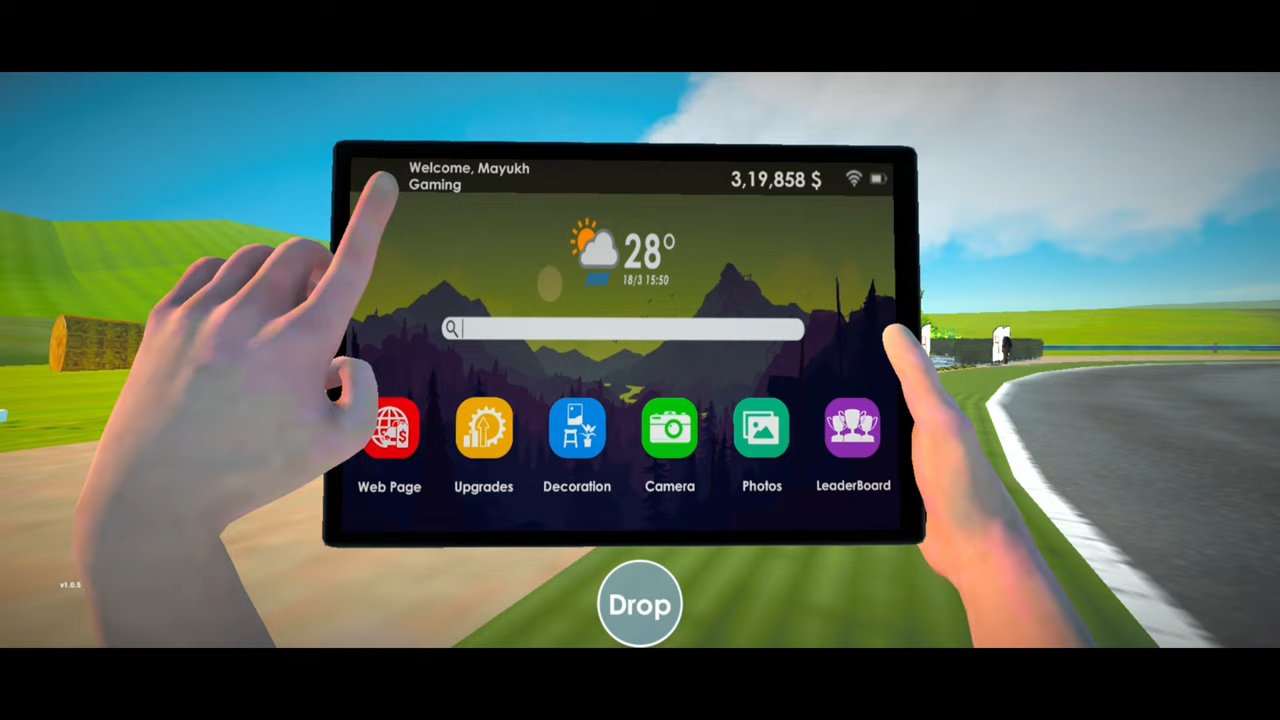 Welcome, Mayukh
Gaming
3,19,858 $
28°
18/3 15:50
Web Page
Upgrades
Decoration
Camera
Photos
LeaderBoard
v1.0.5
Drop